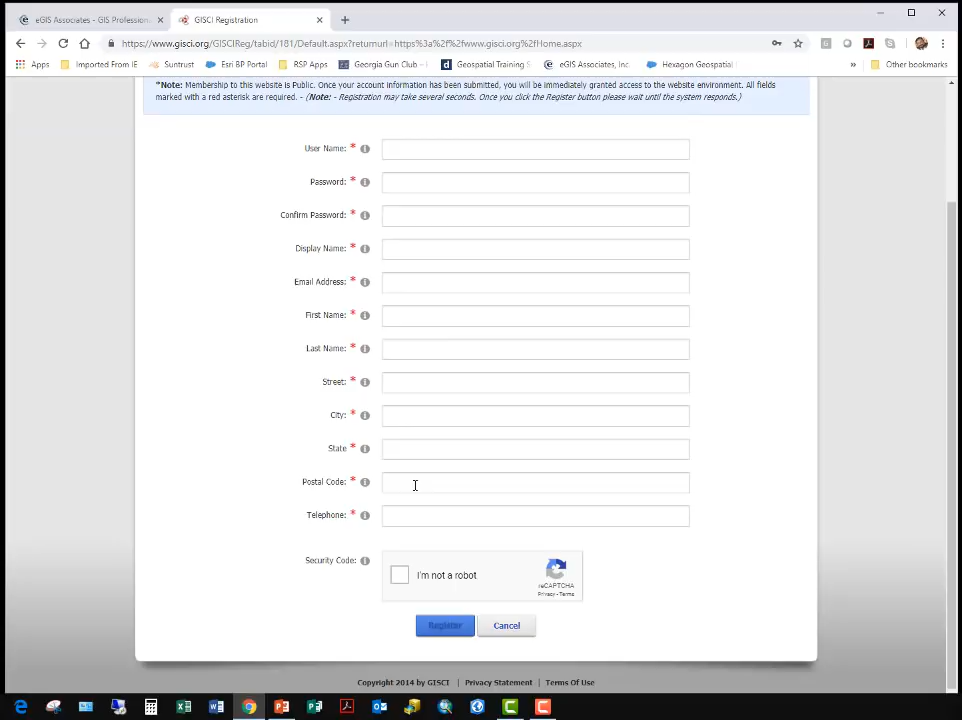 eGIS Associates - GIS Professiona
GISCI Registration
https://www.gisci.org/GISCIReg/tabid/181/Default.aspx?returnurl=https%3a%2f%2fwww.gisci.org%2fHome.aspx
Apps Imported From IE Suntrust Esri BP Portal RSP Apps Georgia Gun Club - Geospatial Training S eGIS Associates, Inc. Hexagon Geospatial » Other bookmarks
*Note: Membership to this website is Public. Once your account information has been submitted, you will be immediately granted access to the website environment. All fields
marked with a red asterisk are required. - (Note: - Registration may take several seconds. Once you click the Register button please wait until the system responds.)
User Name: *
Password: *
Confirm Password: *
Display Name: *
Email Address: *
First Name: *
Last Name: *
Street: *
City: *
State *
Postal Code: *
Telephone: *
Security Code:
I'm not a robot
reCAPTCHA
Privacy - Terms
Register Cancel
Copyright 2014 by GISCI | Privacy Statement | Terms Of Use